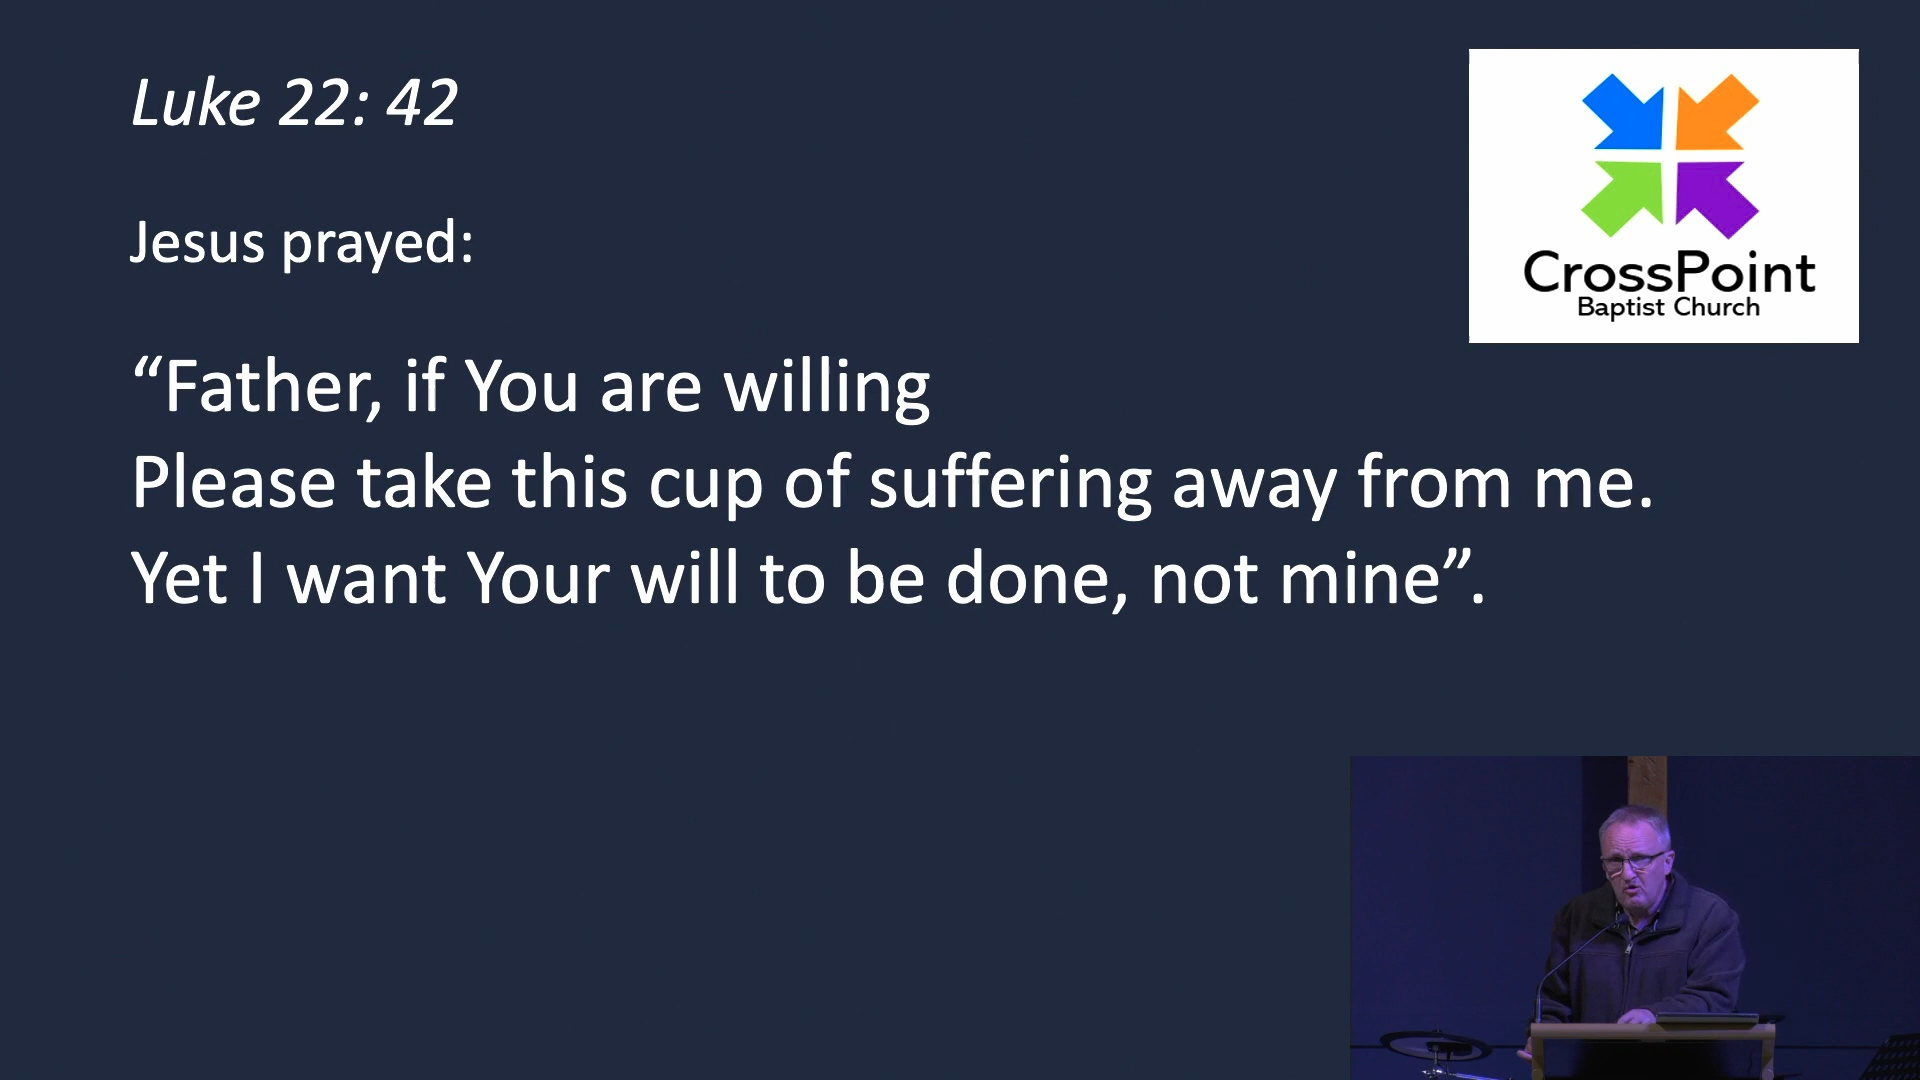 Luke 22: 42
Jesus prayed:
“Father, if You are willing
Please take this cup of suffering away from me.
Yet I want Your will to be done, not mine”.
CrossPoint
Baptist Church